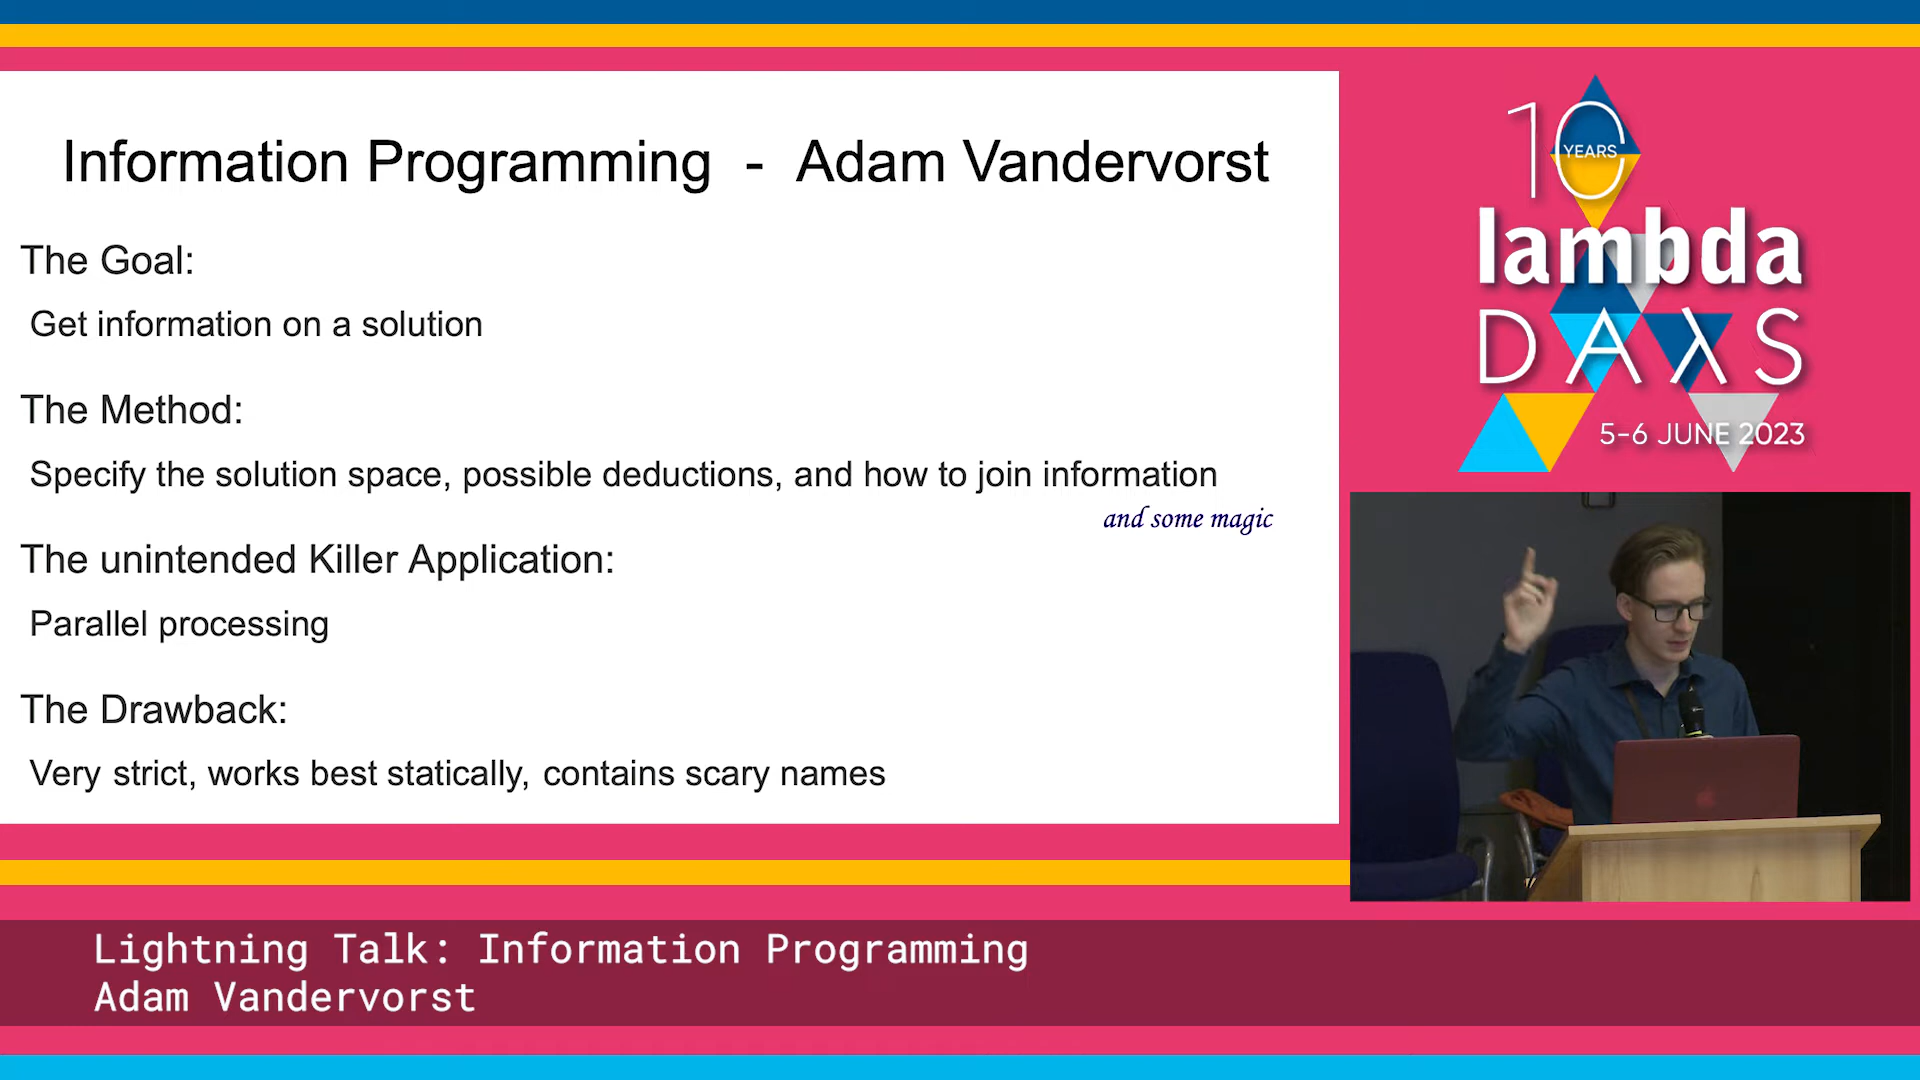 Information Programming - Adam Vandervorst
The Goal:
Get information on a solution
The Method:
Specify the solution space, possible deductions, and how to join information
and some magic
The unintended Killer Application:
Parallel processing
The Drawback:
Very strict, works best statically, contains scary names
10
YEARS
lambda
DAλS
5-6 JUNE 2023
Lightning Talk: Information Programming
Adam Vandervorst